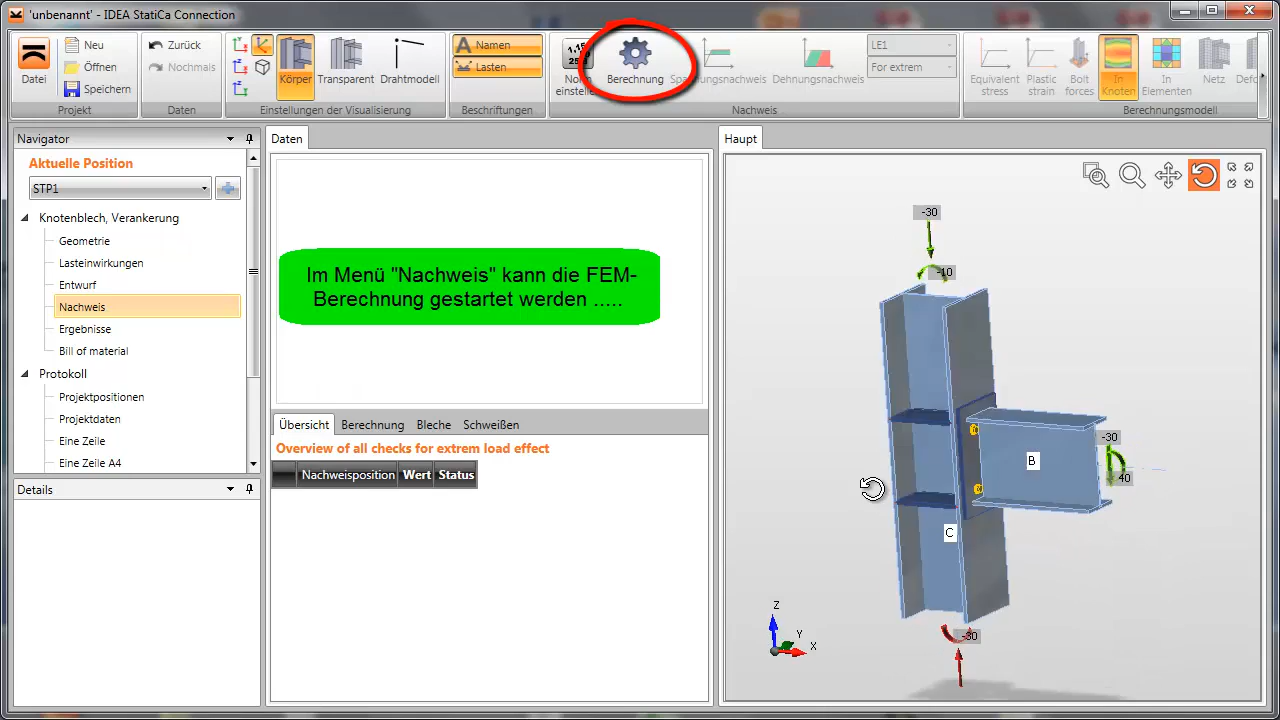 'unbenannt' - IDEA StatiCa Connection
Datei
Neu
Öffnen
Speichern
Projekt
Zurück
Nochmals
Daten
Körper
Transparent
Drahtmodell
Einstellungen der Visualisierung
Namen
Lasten
Beschriftungen
Berechnung
Dehnungsnachweis
LE1
For extrem
Nachweis
Equivalent
stress
Plastic
strain
Bolt
forces
In
Knoten
In
Elementen
Netz
Berechnungsmodell
Navigator
Aktuelle Position
STP1
Knotenblech, Verankerung
Geometrie
Lasteinwirkungen
Entwurf
Nachweis
Ergebnisse
Bill of material
Protokoll
Projektpositionen
Projektdaten
Eine Zeile
Eine Zeile A4
Details
Daten
Im Menü "Nachweis" kann die FEM-
Berechnung gestartet werden .....
Übersicht Berechnung Bleche Schweißen
Overview of all checks for extrem load effect
Nachweisposition Wert Status
Haupt
-30
-10
-30
B
40
C
-30
Z
Y
X